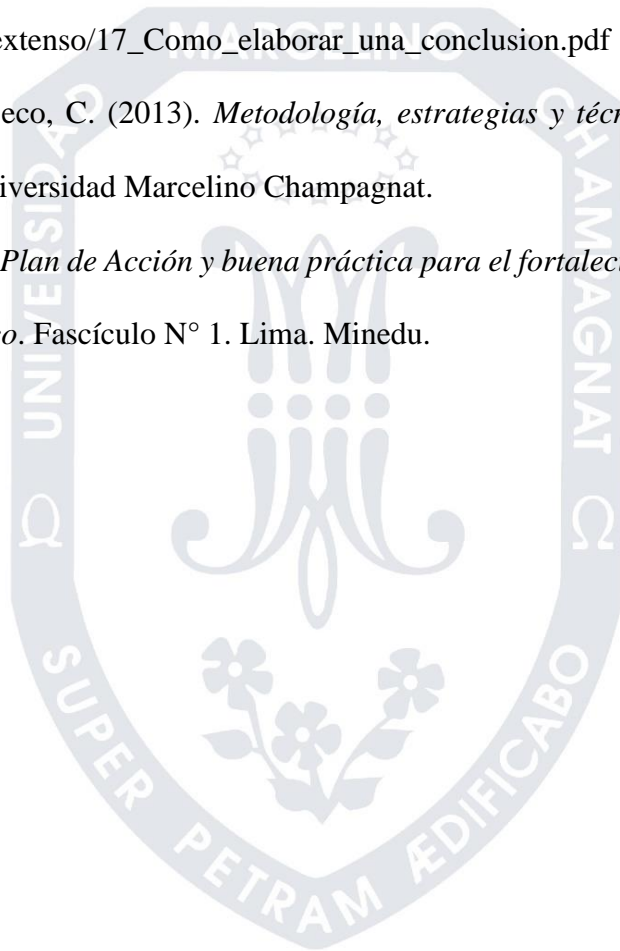 extenso/17_Como_elaborar_una_conclusion.pdf
eco, C. (2013). Metodología, estrategias y técn
iversidad Marcelino Champagnat.
Plan de Acción y buena práctica para el fortalec
o. Fascículo N° 1. Lima. Minedu.
UNIVERSIDAD
MARCELINO
CHAMPAGNAT
SUPER PETRAM ÆDIFICABO